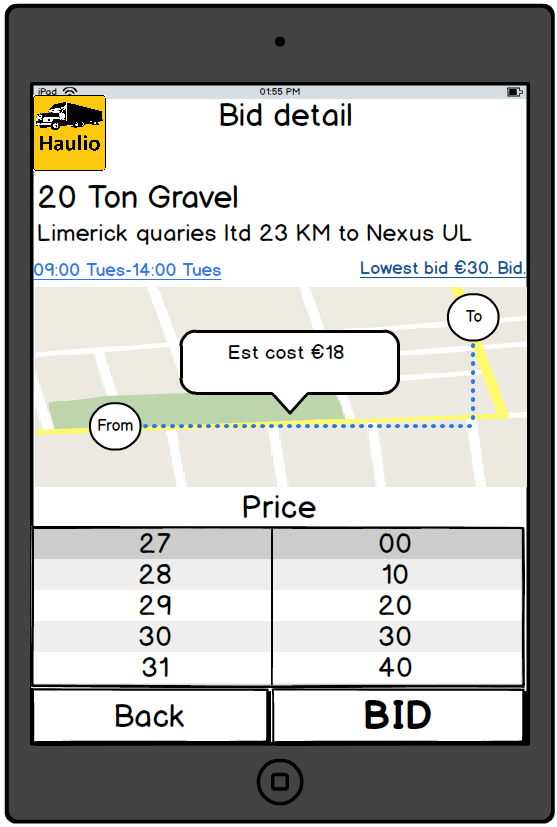 iPad 01:55 PM
Haulio
Bid detail
20 Ton Gravel
Limerick quaries ltd 23 KM to Nexus UL
09:00 Tues-14:00 Tues Lowest bid €30. Bid.
To
Est cost €18
From
Price
27 00
28 10
29 20
30 30
31 40
Back BID